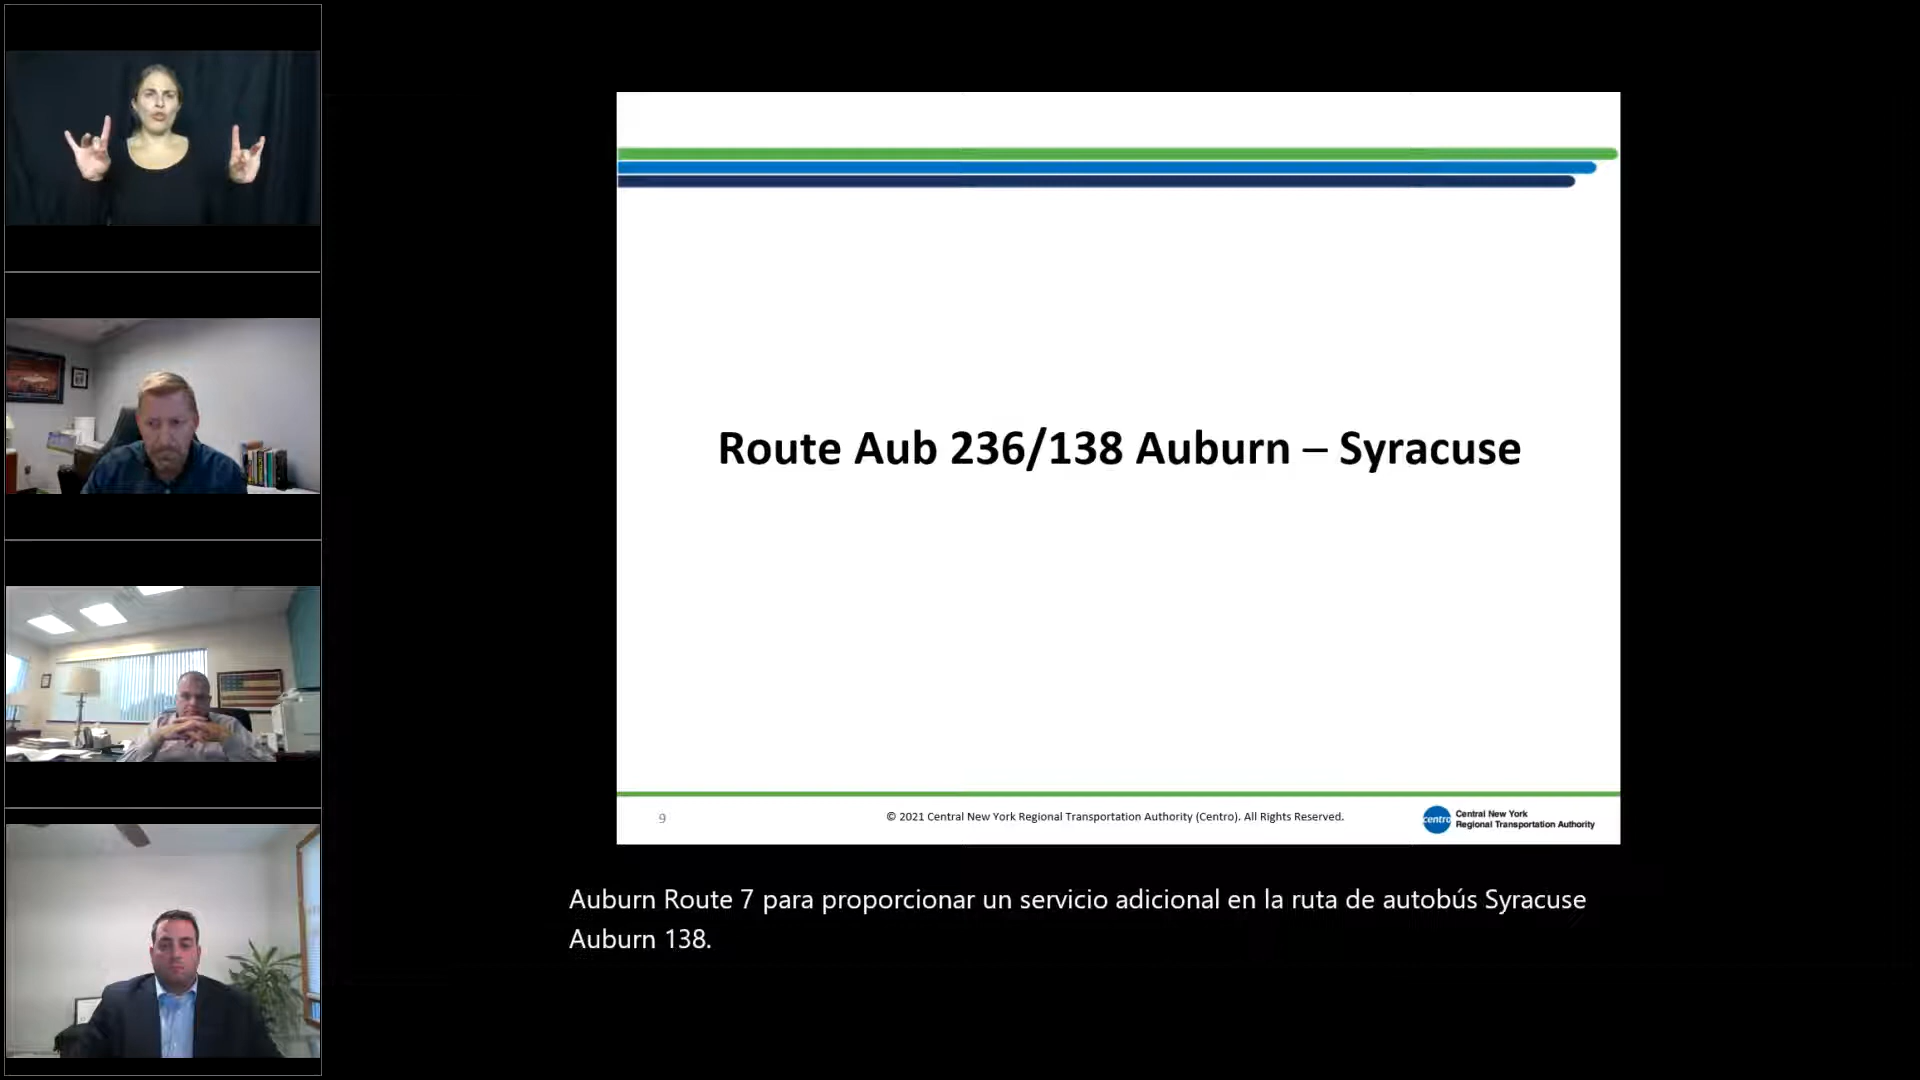 Route Aub 236/138 Auburn – Syracuse
9
© 2021 Central New York Regional Transportation Authority (Centro). All Rights Reserved.
centro
Central New York
Regional Transportation Authority
Auburn Route 7 para proporcionar un servicio adicional en la ruta de autobús Syracuse
Auburn 138.